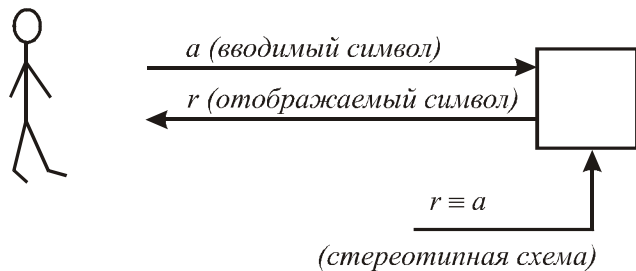 a (вводимый символ)
r (отображаемый символ)
r ≡ a
(стереотипная схема)